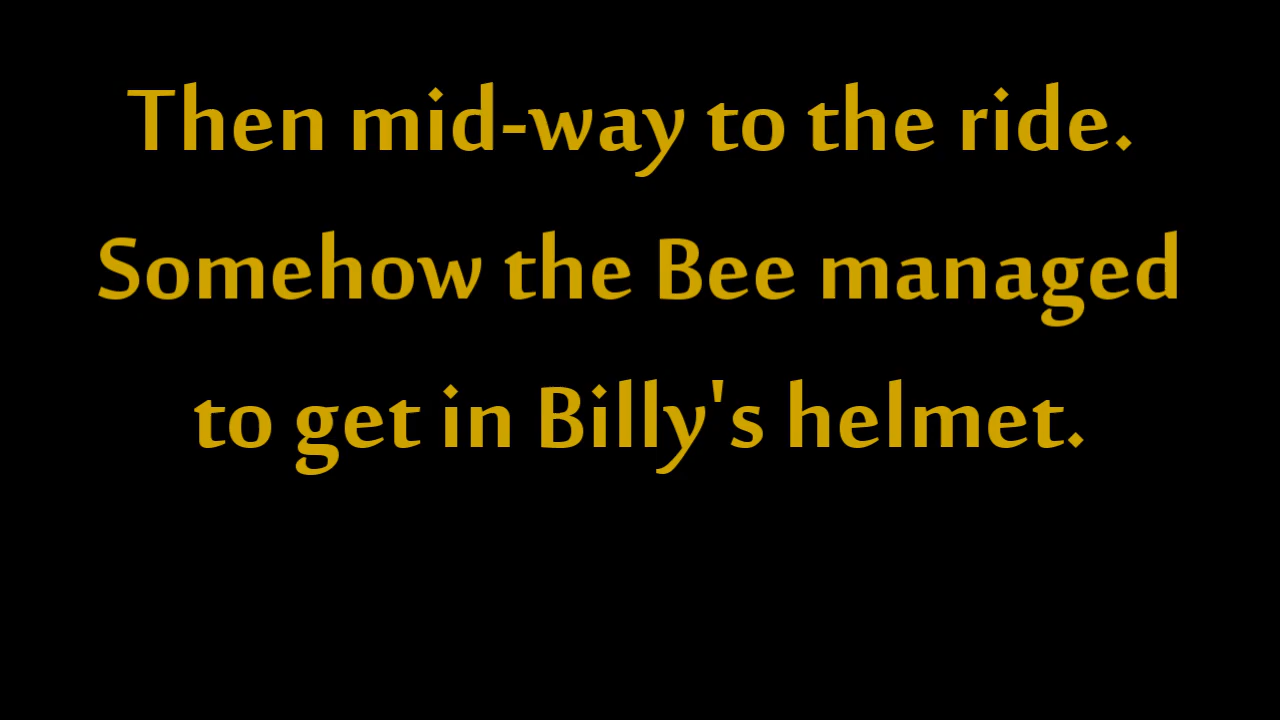 Then mid-way to the ride.
Somehow the Bee managed
to get in Billy's helmet.